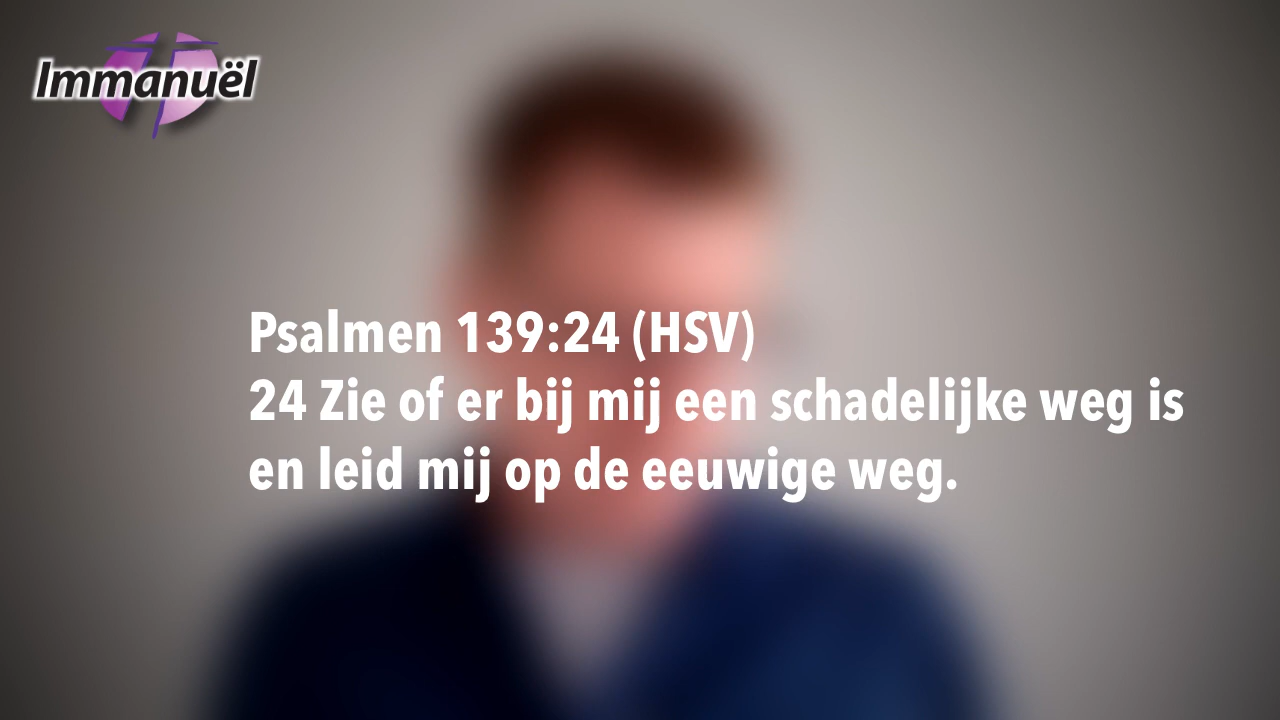 Immanuël
Psalmen 139:24 (HSV)
24 Zie of er bij mij een schadelijke weg is
en leid mij op de eeuwige weg.